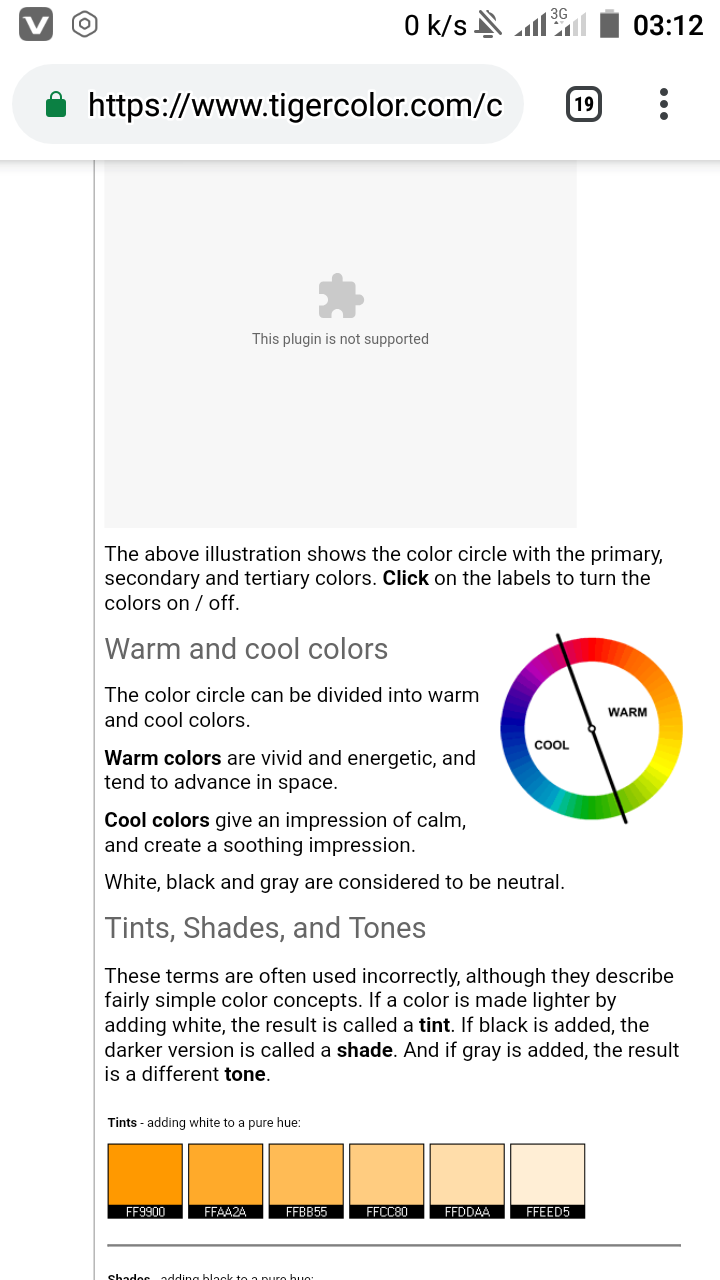 V
0 k/s
3G
03:12
https://www.tigercolor.com/c
19
This plugin is not supported
The above illustration shows the color circle with the primary,
secondary and tertiary colors. Click on the labels to turn the
colors on / off.
Warm and cool colors
The color circle can be divided into warm
and cool colors.
WARM
COOL
Warm colors are vivid and energetic, and
tend to advance in space.
Cool colors give an impression of calm,
and create a soothing impression.
White, black and gray are considered to be neutral.
Tints, Shades, and Tones
These terms are often used incorrectly, although they describe
fairly simple color concepts. If a color is made lighter by
adding white, the result is called a tint. If black is added, the
darker version is called a shade. And if gray is added, the result
is a different tone.
Tints - adding white to a pure hue:
FF9900 FFAA2A FFBB55 FFCC80 FFDDAA FFEED5
Shades - adding black to a pure hue: